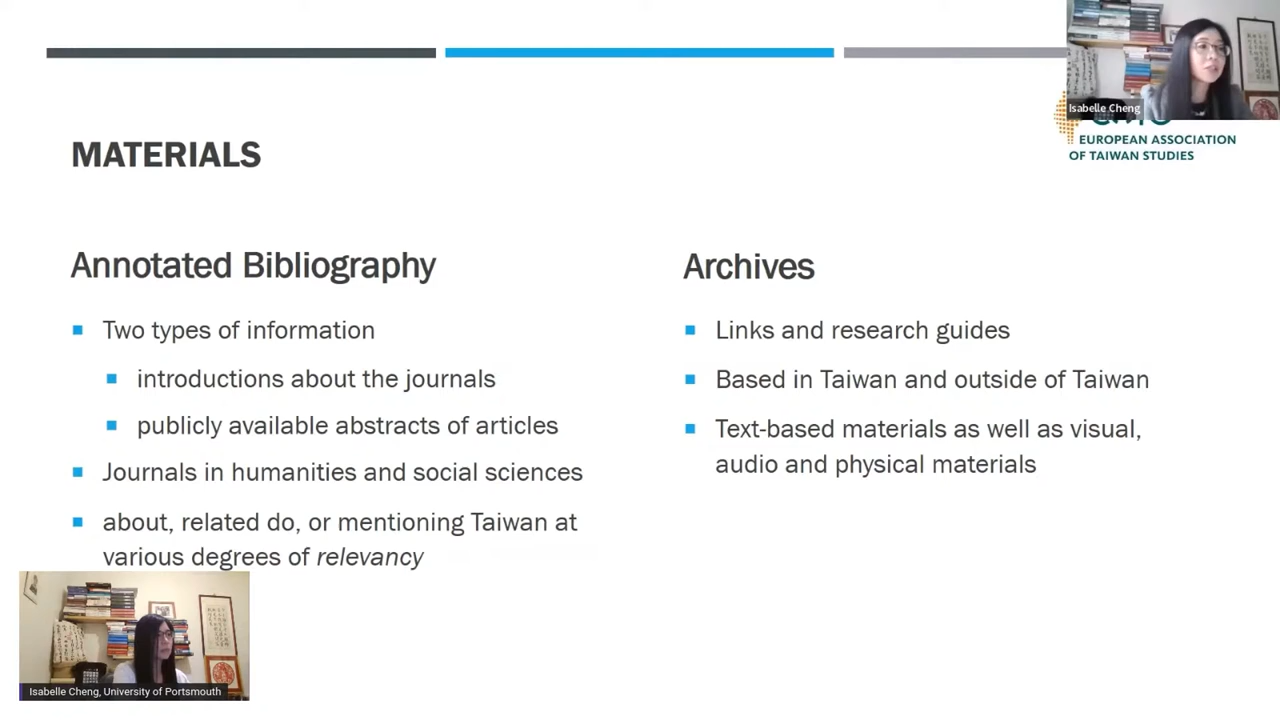 Isabelle Cheng
EUROPEAN ASSOCIATION
OF TAIWAN STUDIES
MATERIALS
Annotated Bibliography
Two types of information
introductions about the journals
publicly available abstracts of articles
Journals in humanities and social sciences
about, related do, or mentioning Taiwan at
various degrees of relevancy
Archives
Links and research guides
Based in Taiwan and outside of Taiwan
Text-based materials as well as visual,
audio and physical materials
Isabelle Cheng, University of Portsmouth